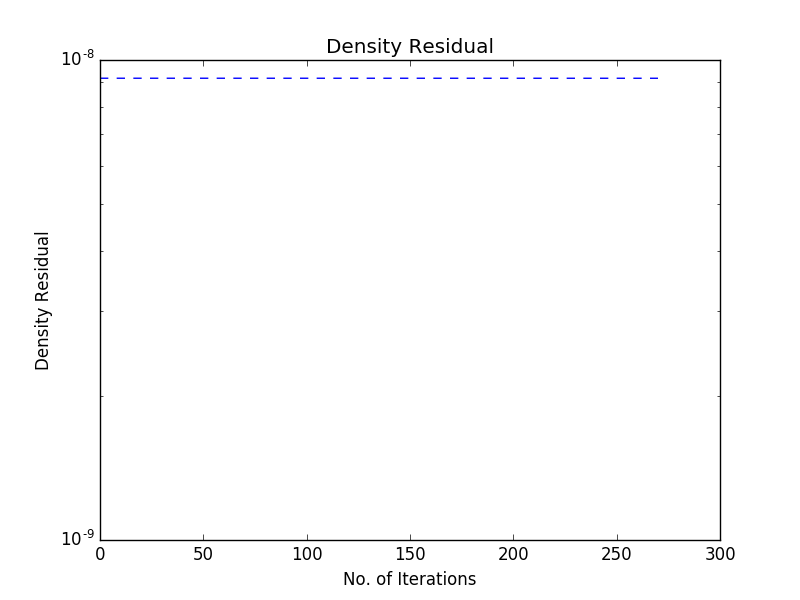 Density Residual
10^-8
10^-9
Density Residual
0 50 100 150 200 250 300
No. of Iterations